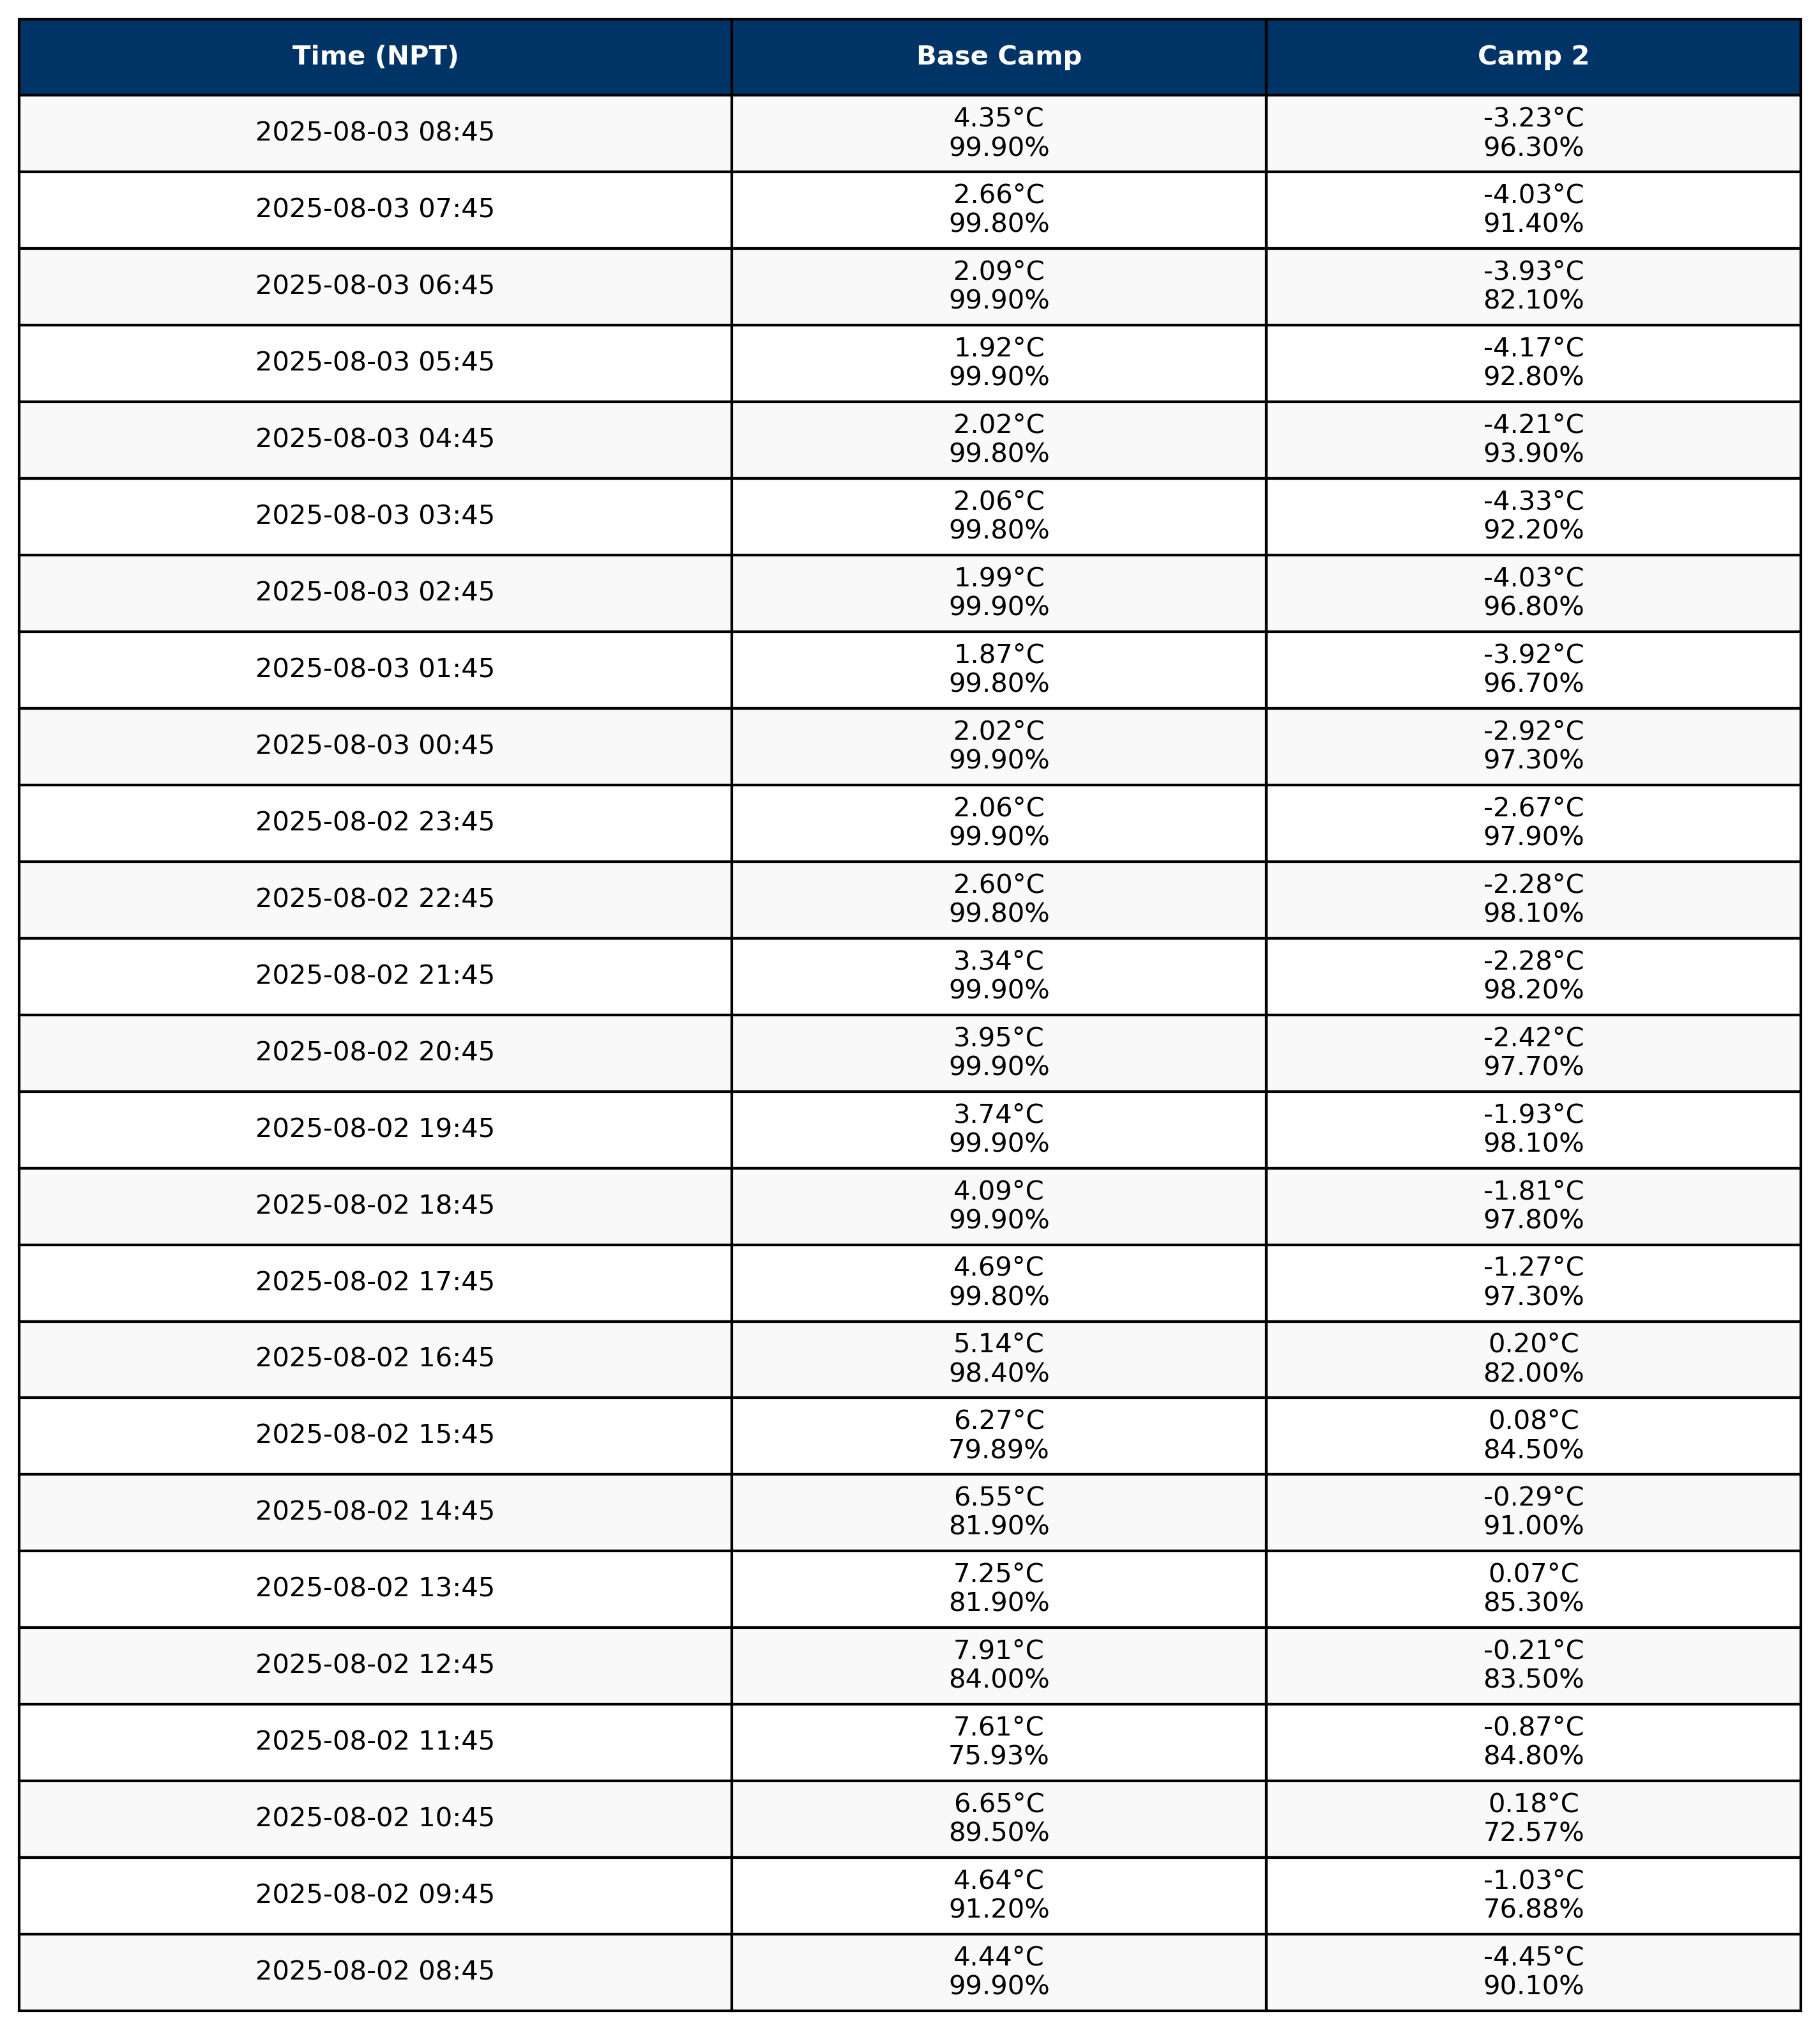 Time (NPT) Base Camp Camp 2
2025-08-03 08:45 4.35°C -3.23°C
99.90% 96.30%
2025-08-03 07:45 2.66°C -4.03°C
99.80% 91.40%
2025-08-03 06:45 2.09°C -3.93°C
99.90% 82.10%
2025-08-03 05:45 1.92°C -4.17°C
99.90% 92.80%
2025-08-03 04:45 2.02°C -4.21°C
99.80% 93.90%
2025-08-03 03:45 2.06°C -4.33°C
99.80% 92.20%
2025-08-03 02:45 1.99°C -4.03°C
99.90% 96.80%
2025-08-03 01:45 1.87°C -3.92°C
99.80% 96.70%
2025-08-03 00:45 2.02°C -2.92°C
99.90% 97.30%
2025-08-02 23:45 2.06°C -2.67°C
99.90% 97.90%
2025-08-02 22:45 2.60°C -2.28°C
99.80% 98.10%
2025-08-02 21:45 3.34°C -2.28°C
99.90% 98.20%
2025-08-02 20:45 3.95°C -2.42°C
99.90% 97.70%
2025-08-02 19:45 3.74°C -1.93°C
99.90% 98.10%
2025-08-02 18:45 4.09°C -1.81°C
99.90% 97.80%
2025-08-02 17:45 4.69°C -1.27°C
99.80% 97.30%
2025-08-02 16:45 5.14°C 0.20°C
98.40% 82.00%
2025-08-02 15:45 6.27°C 0.08°C
79.89% 84.50%
2025-08-02 14:45 6.55°C -0.29°C
81.90% 91.00%
2025-08-02 13:45 7.25°C 0.07°C
81.90% 85.30%
2025-08-02 12:45 7.91°C -0.21°C
84.00% 83.50%
2025-08-02 11:45 7.61°C -0.87°C
75.93% 84.80%
2025-08-02 10:45 6.65°C 0.18°C
89.50% 72.57%
2025-08-02 09:45 4.64°C -1.03°C
91.20% 76.88%
2025-08-02 08:45 4.44°C -4.45°C
99.90% 90.10%